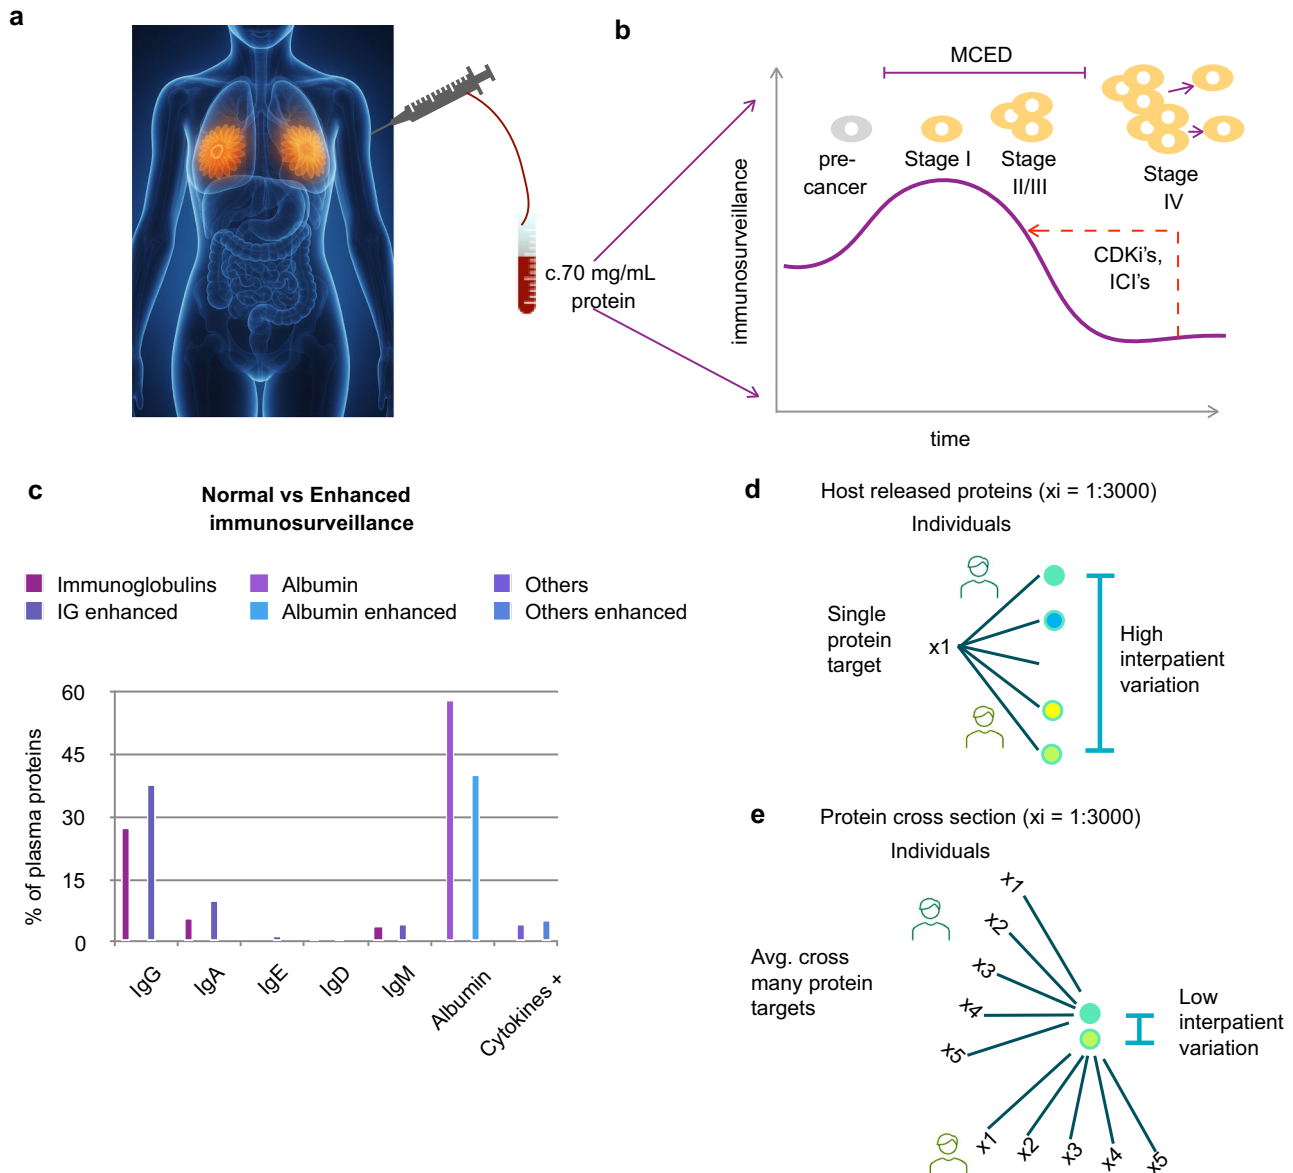 a
c.70 mg/mL
protein
b
MCED
pre-
cancer
Stage I
Stage
II/III
Stage
IV
CDKi's,
ICI's
immunosurveillance
time
c
Normal vs Enhanced
immunosurveillance
Immunoglobulins
Albumin
Others
IG enhanced
Albumin enhanced
Others enhanced
% of plasma proteins
60
45
30
15
0
IgG
IgA
IgE
IgD
IgM
Albumin
Cytokines +
d
Host released proteins (xi = 1:3000)
Individuals
Single
protein
target
x1
High
interpatient
variation
e
Protein cross section (xi = 1:3000)
Individuals
x1
x2
x3
x4
x5
Avg. cross
many protein
targets
Low
interpatient
variation
x1
x2
x3
x4
x5